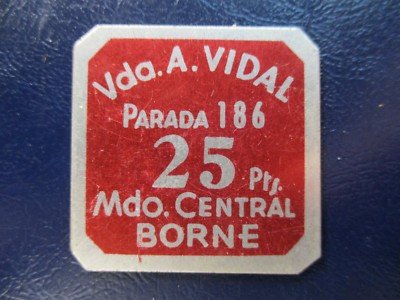 Vda. A. VIDAL
PARADA 186
25 Pts.
Mdo. CENTRAL
BORNE